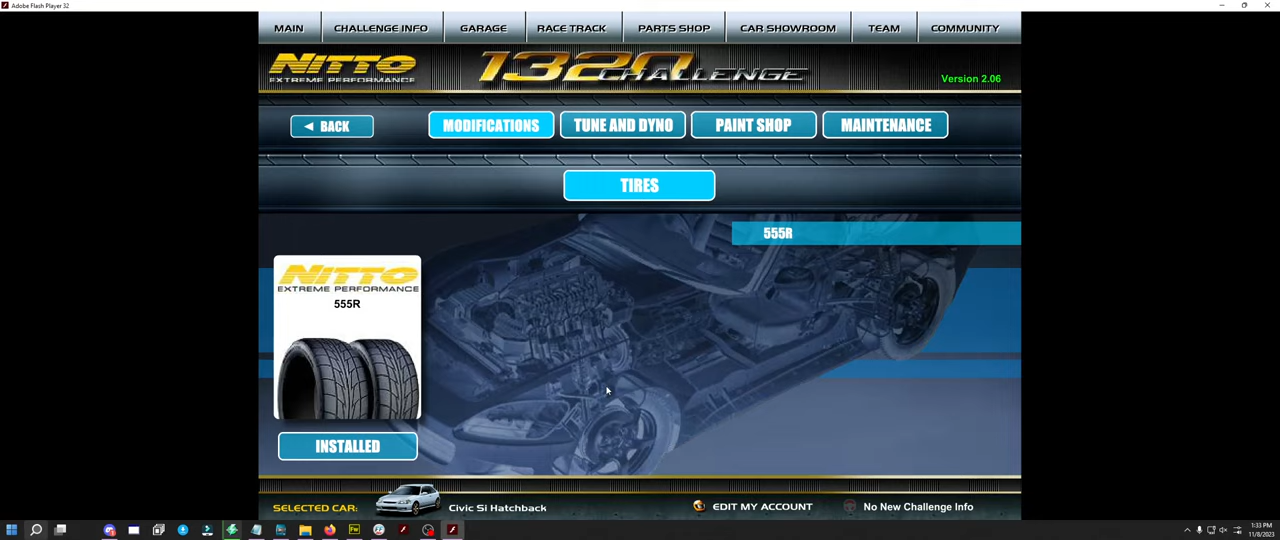 Adobe Flash Player 32
MAIN CHALLENGE INFO GARAGE RACE TRACK PARTS SHOP CAR SHOWROOM TEAM COMMUNITY
NITTO
EXTREME PERFORMANCE
1320 CHALLENGE
Version 2.06
BACK MODIFICATIONS TUNE AND DYNO PAINT SHOP MAINTENANCE
TIRES
555R
NITTO
EXTREME PERFORMANCE
555R
INSTALLED
SELECTED CAR: Civic Si Hatchback EDIT MY ACCOUNT No New Challenge Info
Fw
1:33 PM
11/8/2023